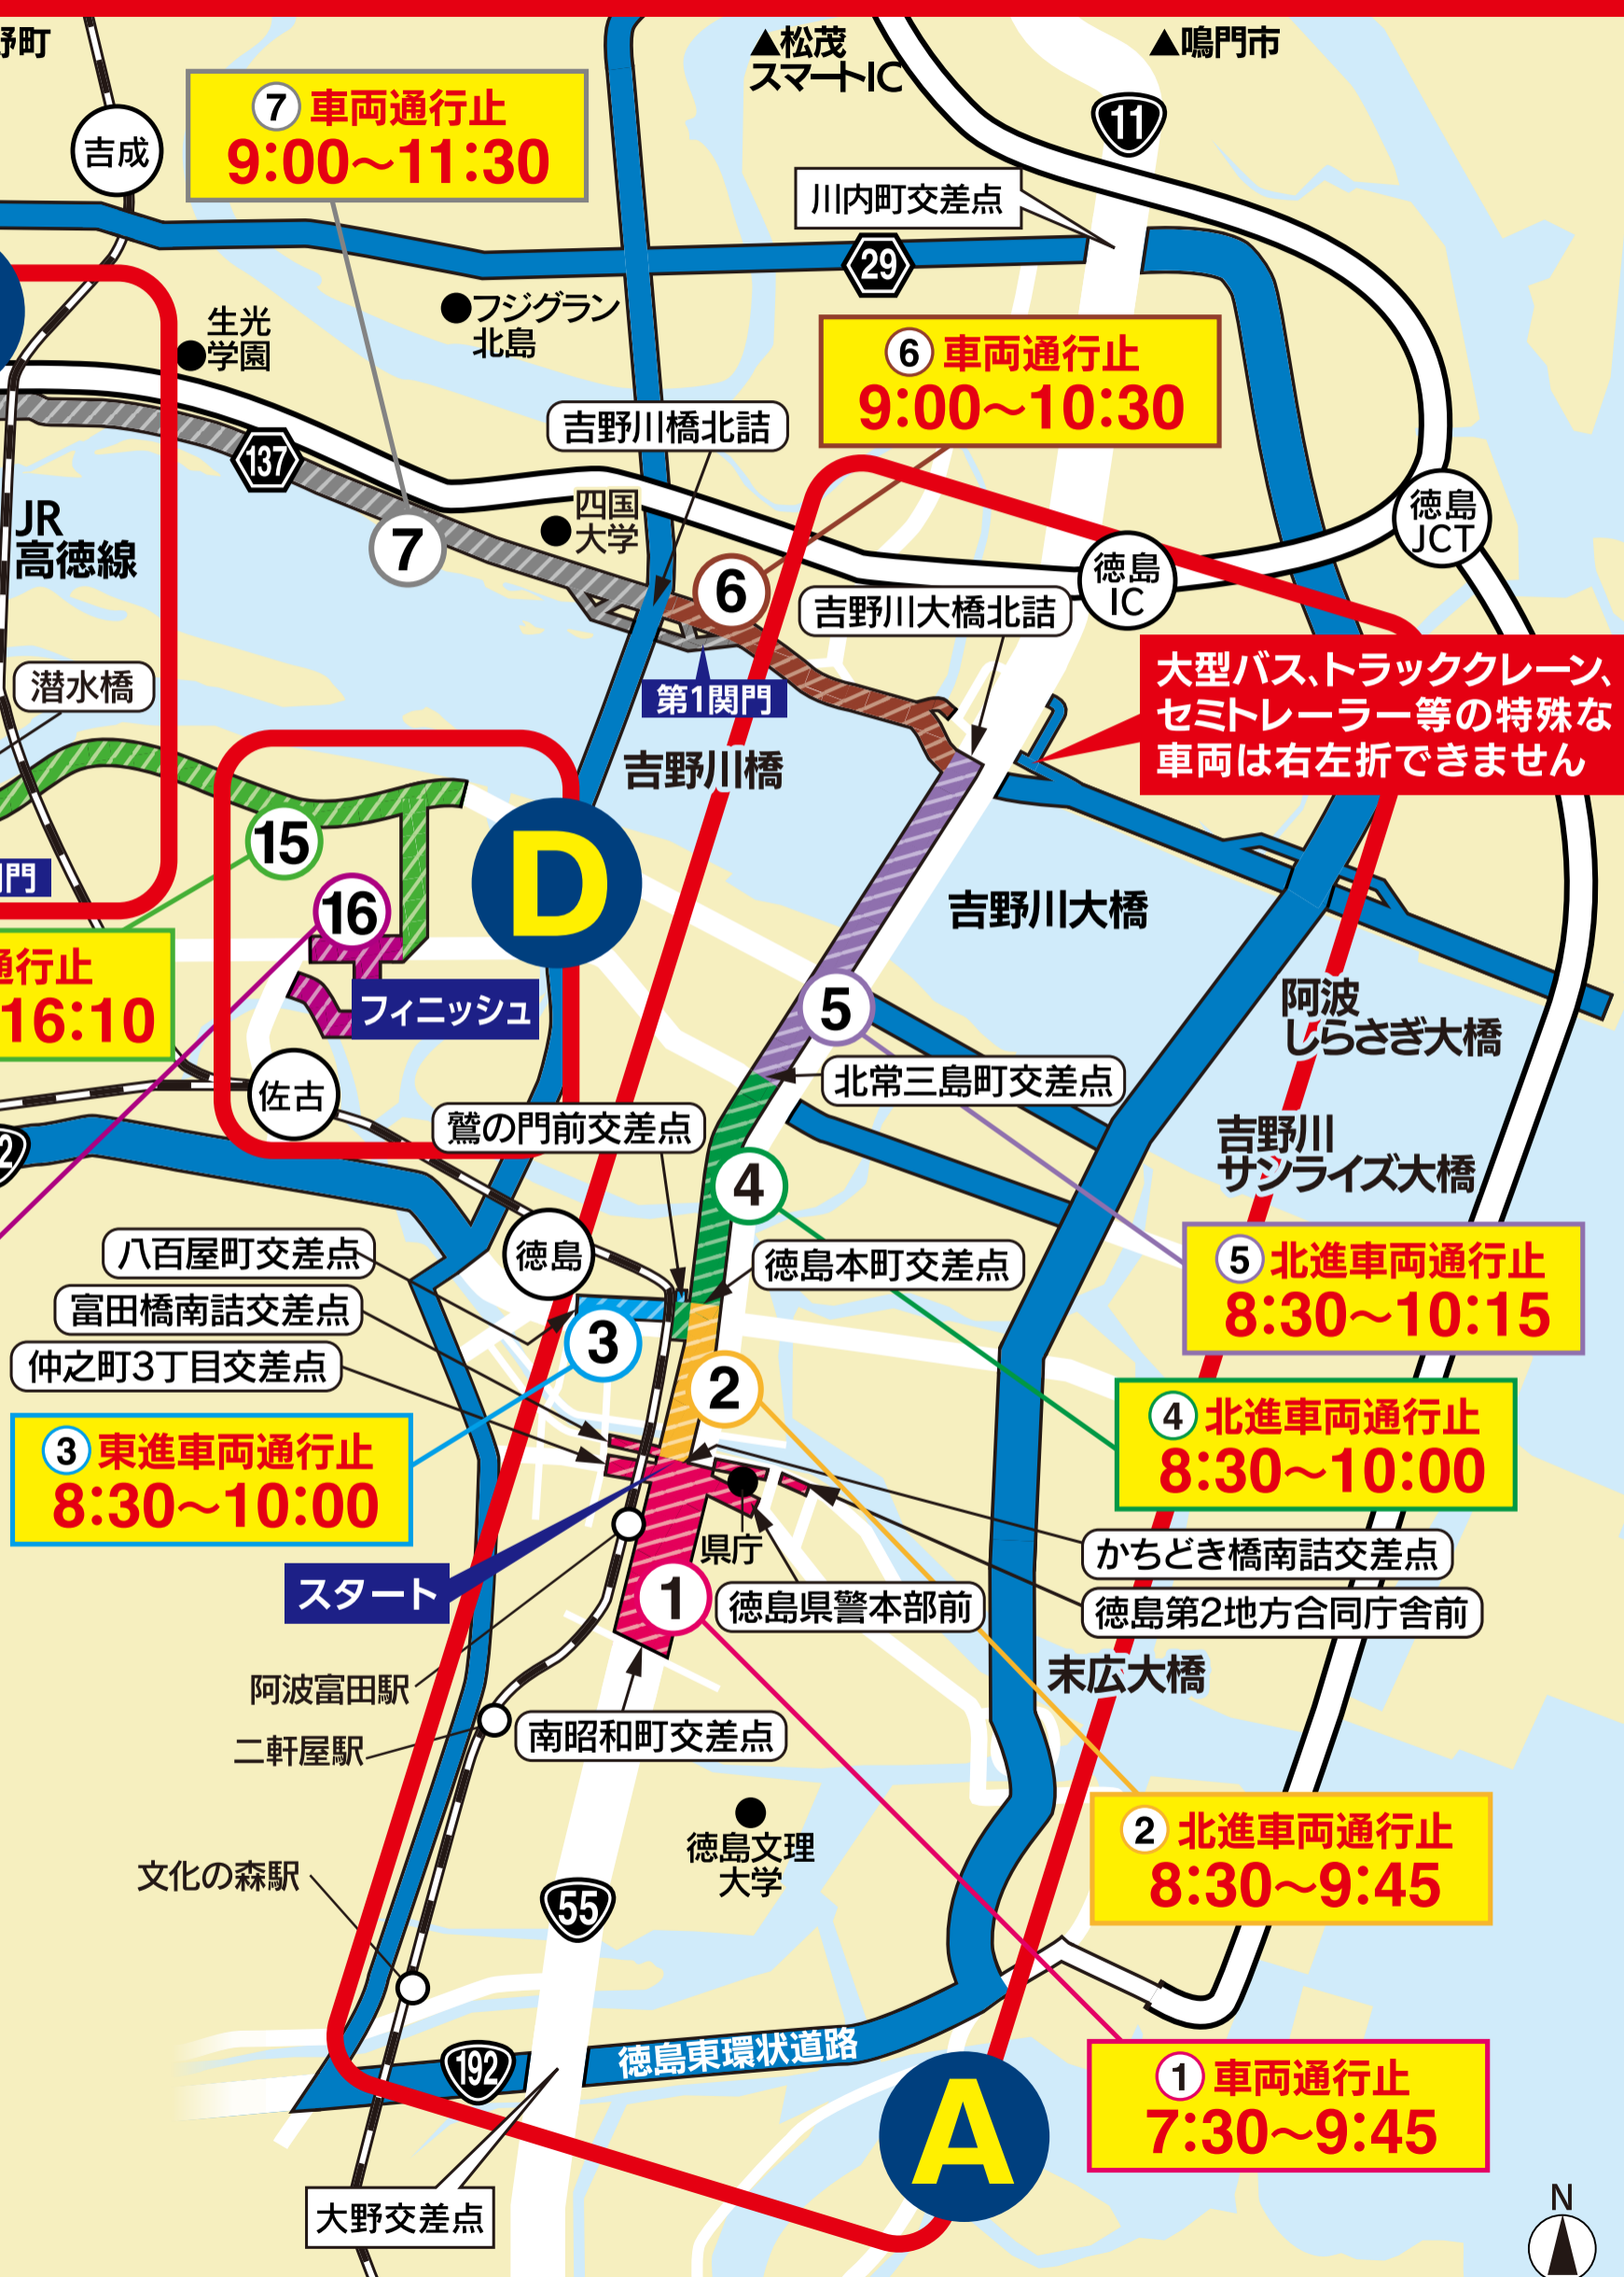 野町
▲松茂
スマートIC
▲鳴門市
11
⑦ 車両通行止
9:00〜11:30
吉成
川内町交差点
29
生光
学園
フジグラン
北島
⑥ 車両通行止
9:00〜10:30
吉野川橋北詰
137
四国
大学
徳島
JCT
JR
高徳線
7
6
徳島
IC
吉野川大橋北詰
大型バス、トラッククレーン、
セミトレーラー等の特殊な
車両は右左折できません
潜水橋
第1関門
吉野川橋
15
D
門
16
吉野川大橋
通行止
16:10
フィニッシュ
5
阿波
しらさぎ大橋
佐古
北常三島町交差点
鷲の門前交差点
吉野川
サンライズ大橋
2
4
八百屋町交差点
徳島
徳島本町交差点
⑤ 北進車両通行止
8:30〜10:15
富田橋南詰交差点
3
仲之町3丁目交差点
2
④ 北進車両通行止
8:30〜10:00
③ 東進車両通行止
8:30〜10:00
県庁
かちどき橋南詰交差点
スタート
1
徳島県警本部前
徳島第2地方合同庁舎前
末広大橋
阿波富田駅
二軒屋駅
南昭和町交差点
徳島文理
大学
② 北進車両通行止
8:30〜9:45
文化の森駅
55
192
徳島東環状道路
A
① 車両通行止
7:30〜9:45
大野交差点
N